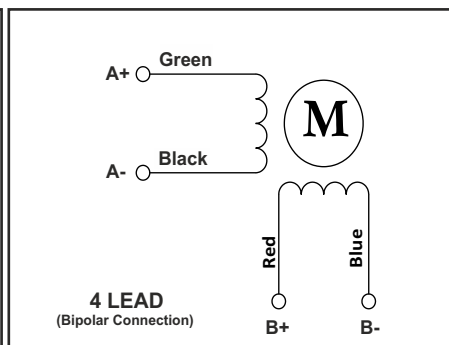 A+ Green
M
A- Black
Red
Blue
4 LEAD
(Bipolar Connection)
B+ B-